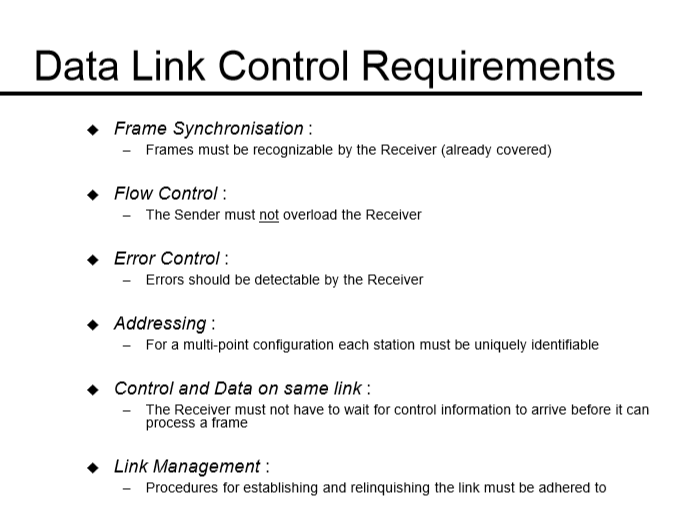 Data Link Control Requirements
◆ Frame Synchronisation :
– Frames must be recognizable by the Receiver (already covered)
◆ Flow Control :
– The Sender must not overload the Receiver
◆ Error Control :
– Errors should be detectable by the Receiver
◆ Addressing :
– For a multi-point configuration each station must be uniquely identifiable
◆ Control and Data on same link :
– The Receiver must not have to wait for control information to arrive before it can
process a frame
◆ Link Management :
– Procedures for establishing and relinquishing the link must be adhered to